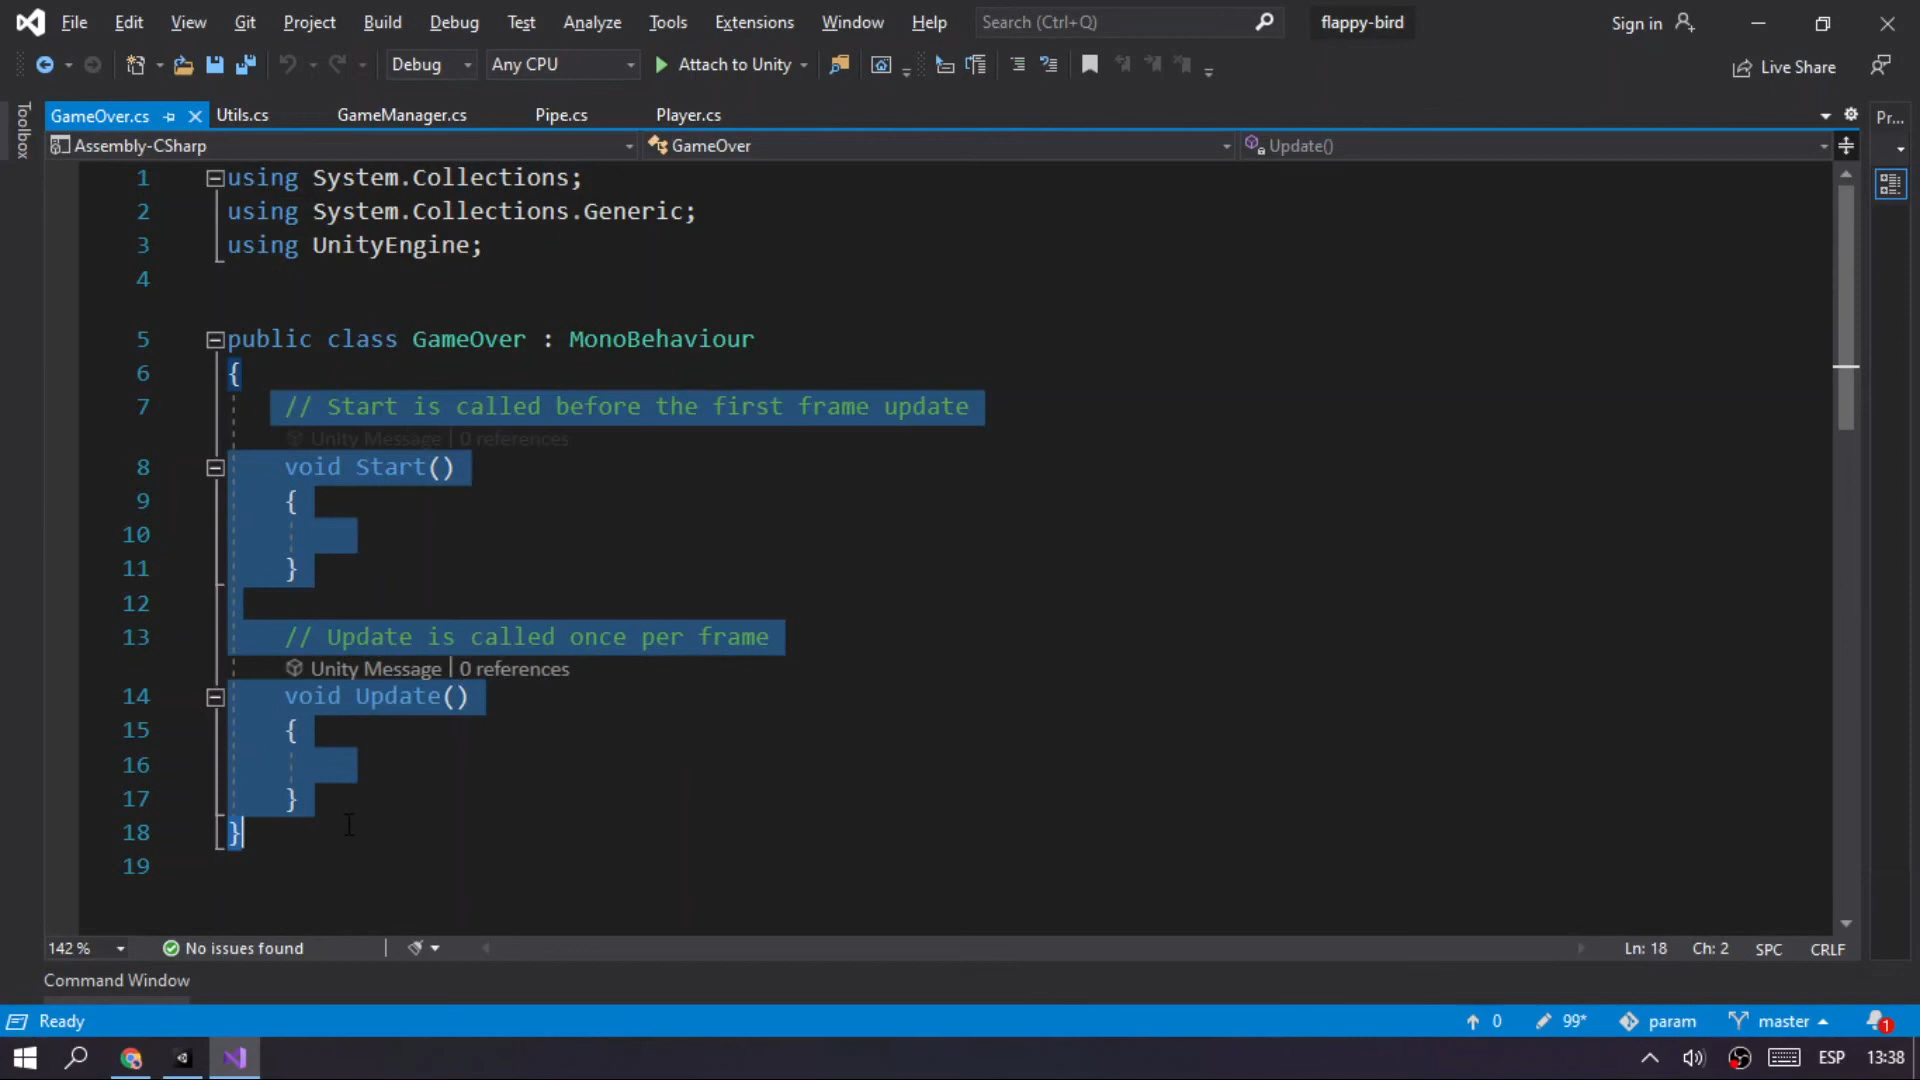 File Edit View Git Project Build Debug Test Analyze Tools Extensions Window Help Search (Ctrl+Q) flappy-bird Sign in
Debug Any CPU Attach to Unity Live Share
Toolbox
GameOver.cs Utils.cs GameManager.cs Pipe.cs Player.cs Pr...
Assembly-CSharp GameOver Update()
1 using System.Collections;
2 using System.Collections.Generic;
3 using UnityEngine;
4
5 public class GameOver : MonoBehaviour
6 {
7 // Start is called before the first frame update
Unity Message | 0 references
8 void Start()
9 {
10
11 }
12
13 // Update is called once per frame
Unity Message | 0 references
14 void Update()
15 {
16
17 }
18 }
19
142 % No issues found Ln: 18 Ch: 2 SPC CRLF
Command Window
Ready 0 99* param master 1
ESP 13:38